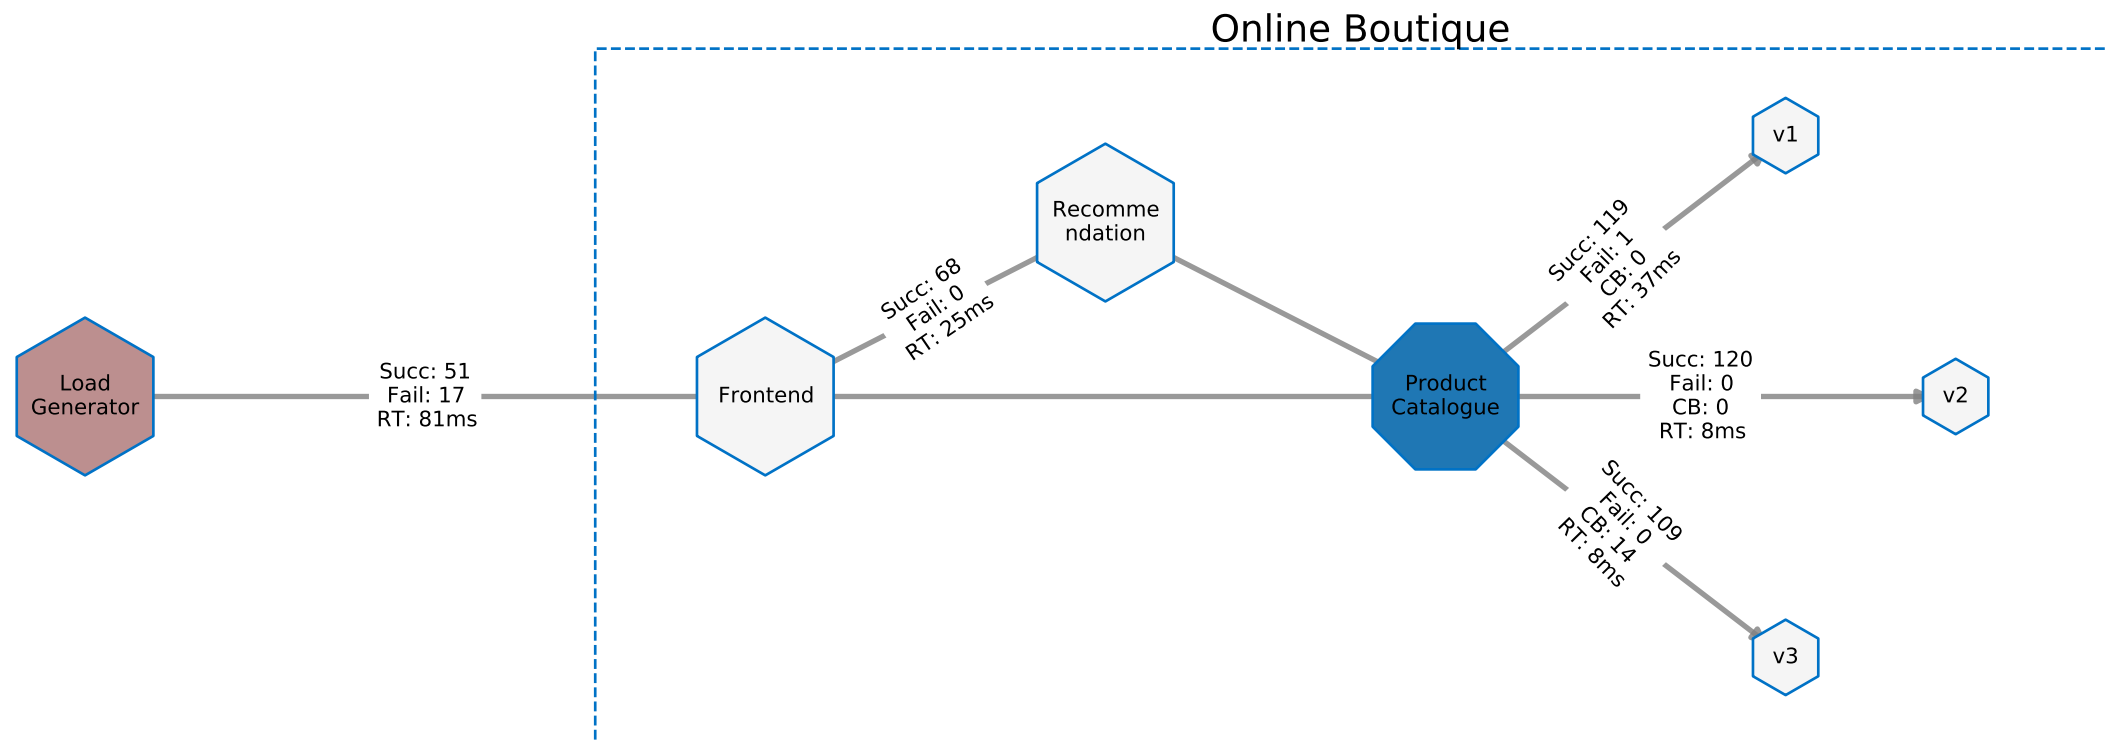 Online Boutique
Load
Generator
Succ: 51
Fail: 17
RT: 81ms
Frontend
Succ: 68
Fail: 0
RT: 25ms
Recomme
ndation
Product
Catalogue
Succ: 119
Fail: 1
CB: 0
RT: 37ms
v1
Succ: 120
Fail: 0
CB: 0
RT: 8ms
v2
Succ: 109
Fail: 0
CB: 14
RT: 8ms
v3